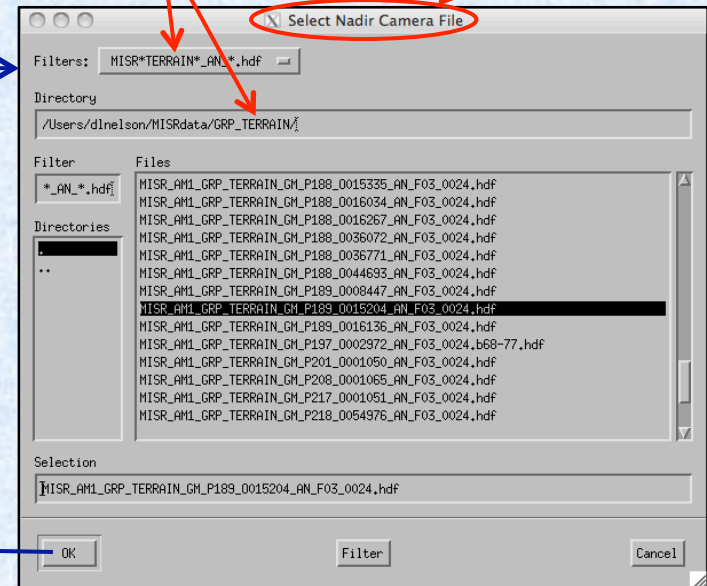 Select Nadir Camera File
Filters: MISR*TERRAIN*_AN_*.hdf
Directory
/Users/dlnelson/MISRdata/GRP_TERRAIN/
Filter
Files
*_AN_*.hdf
Directories
.
..
MISR_AM1_GRP_TERRAIN_GM_P188_0015335_AN_F03_0024.hdf
MISR_AM1_GRP_TERRAIN_GM_P188_0016034_AN_F03_0024.hdf
MISR_AM1_GRP_TERRAIN_GM_P188_0016267_AN_F03_0024.hdf
MISR_AM1_GRP_TERRAIN_GM_P188_0036072_AN_F03_0024.hdf
MISR_AM1_GRP_TERRAIN_GM_P188_0036771_AN_F03_0024.hdf
MISR_AM1_GRP_TERRAIN_GM_P188_0044693_AN_F03_0024.hdf
MISR_AM1_GRP_TERRAIN_GM_P189_0008447_AN_F03_0024.hdf
MISR_AM1_GRP_TERRAIN_GM_P189_0015204_AN_F03_0024.hdf
MISR_AM1_GRP_TERRAIN_GM_P189_0016136_AN_F03_0024.hdf
MISR_AM1_GRP_TERRAIN_GM_P197_0002972_AN_F03_0024.b68-77.hdf
MISR_AM1_GRP_TERRAIN_GM_P201_0001050_AN_F03_0024.hdf
MISR_AM1_GRP_TERRAIN_GM_P208_0001065_AN_F03_0024.hdf
MISR_AM1_GRP_TERRAIN_GM_P217_0001051_AN_F03_0024.hdf
MISR_AM1_GRP_TERRAIN_GM_P218_0054976_AN_F03_0024.hdf
Selection
MISR_AM1_GRP_TERRAIN_GM_P189_0015204_AN_F03_0024.hdf
OK
Filter
Cancel